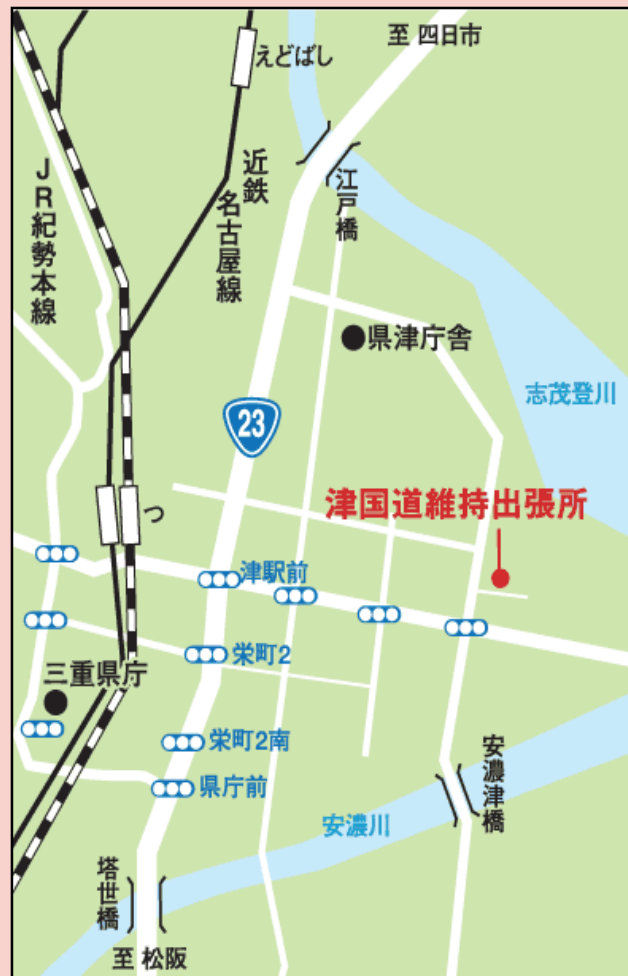 至 四日市
えどばし
近鉄
名古屋線
JR紀勢本線
江戸橋
県津庁舎
志茂登川
23
津国道維持出張所
つ
津駅前
栄町2
三重県庁
栄町2南
県庁前
安濃津橋
安濃川
塔世橋
至 松阪